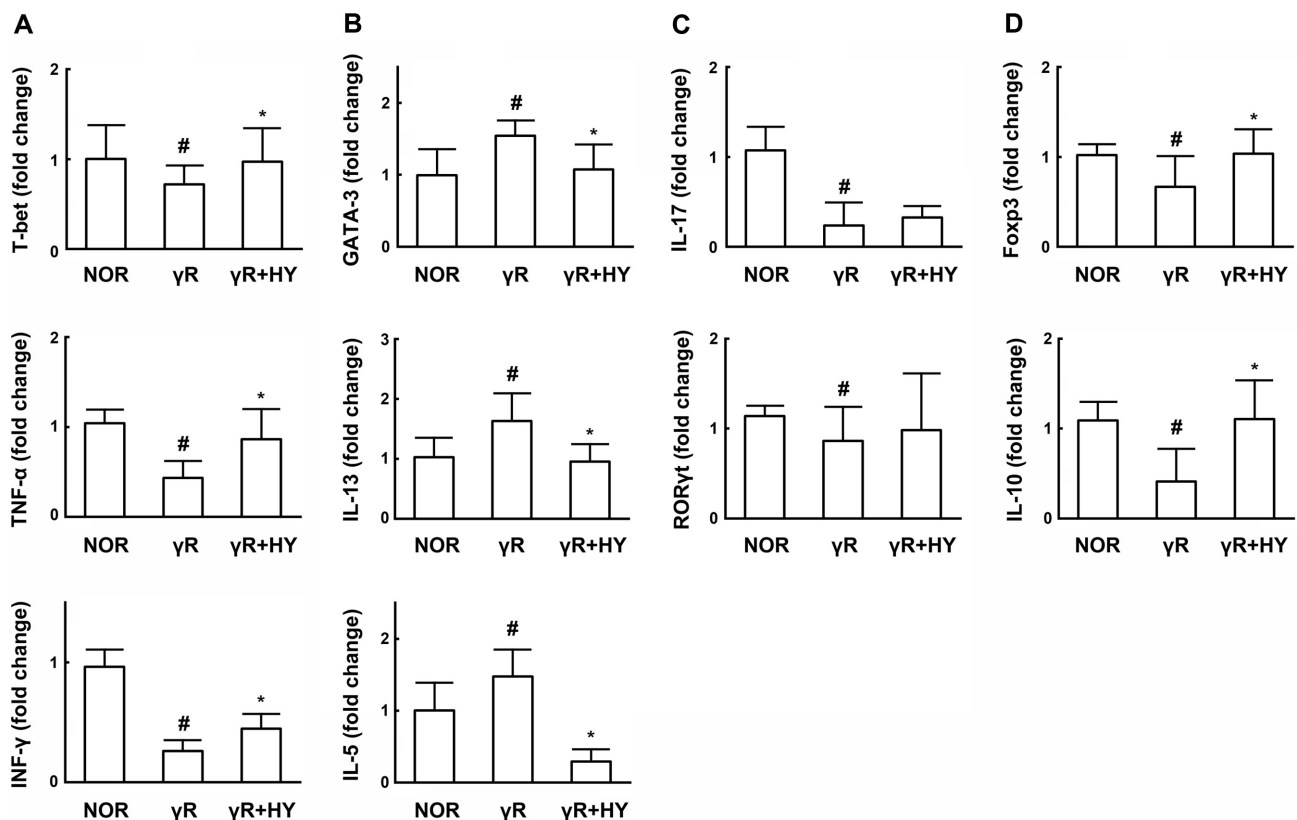 A
B
C
D
T-bet (fold change)
2
1
0
#
*
NOR γR γR+HY
GATA-3 (fold change)
2
1
0
#
*
NOR γR γR+HY
IL-17 (fold change)
2
1
0
#
NOR γR γR+HY
Foxp3 (fold change)
2
1
0
#
*
NOR γR γR+HY
TNF-α (fold change)
2
1
0
#
*
NOR γR γR+HY
IL-13 (fold change)
3
2
1
0
#
*
NOR γR γR+HY
RORγt (fold change)
2
1
0
#
NOR γR γR+HY
IL-10 (fold change)
2
1
0
#
*
NOR γR γR+HY
INF-γ (fold change)
1
0
#
*
NOR γR γR+HY
IL-5 (fold change)
2
1
0
#
*
NOR γR γR+HY